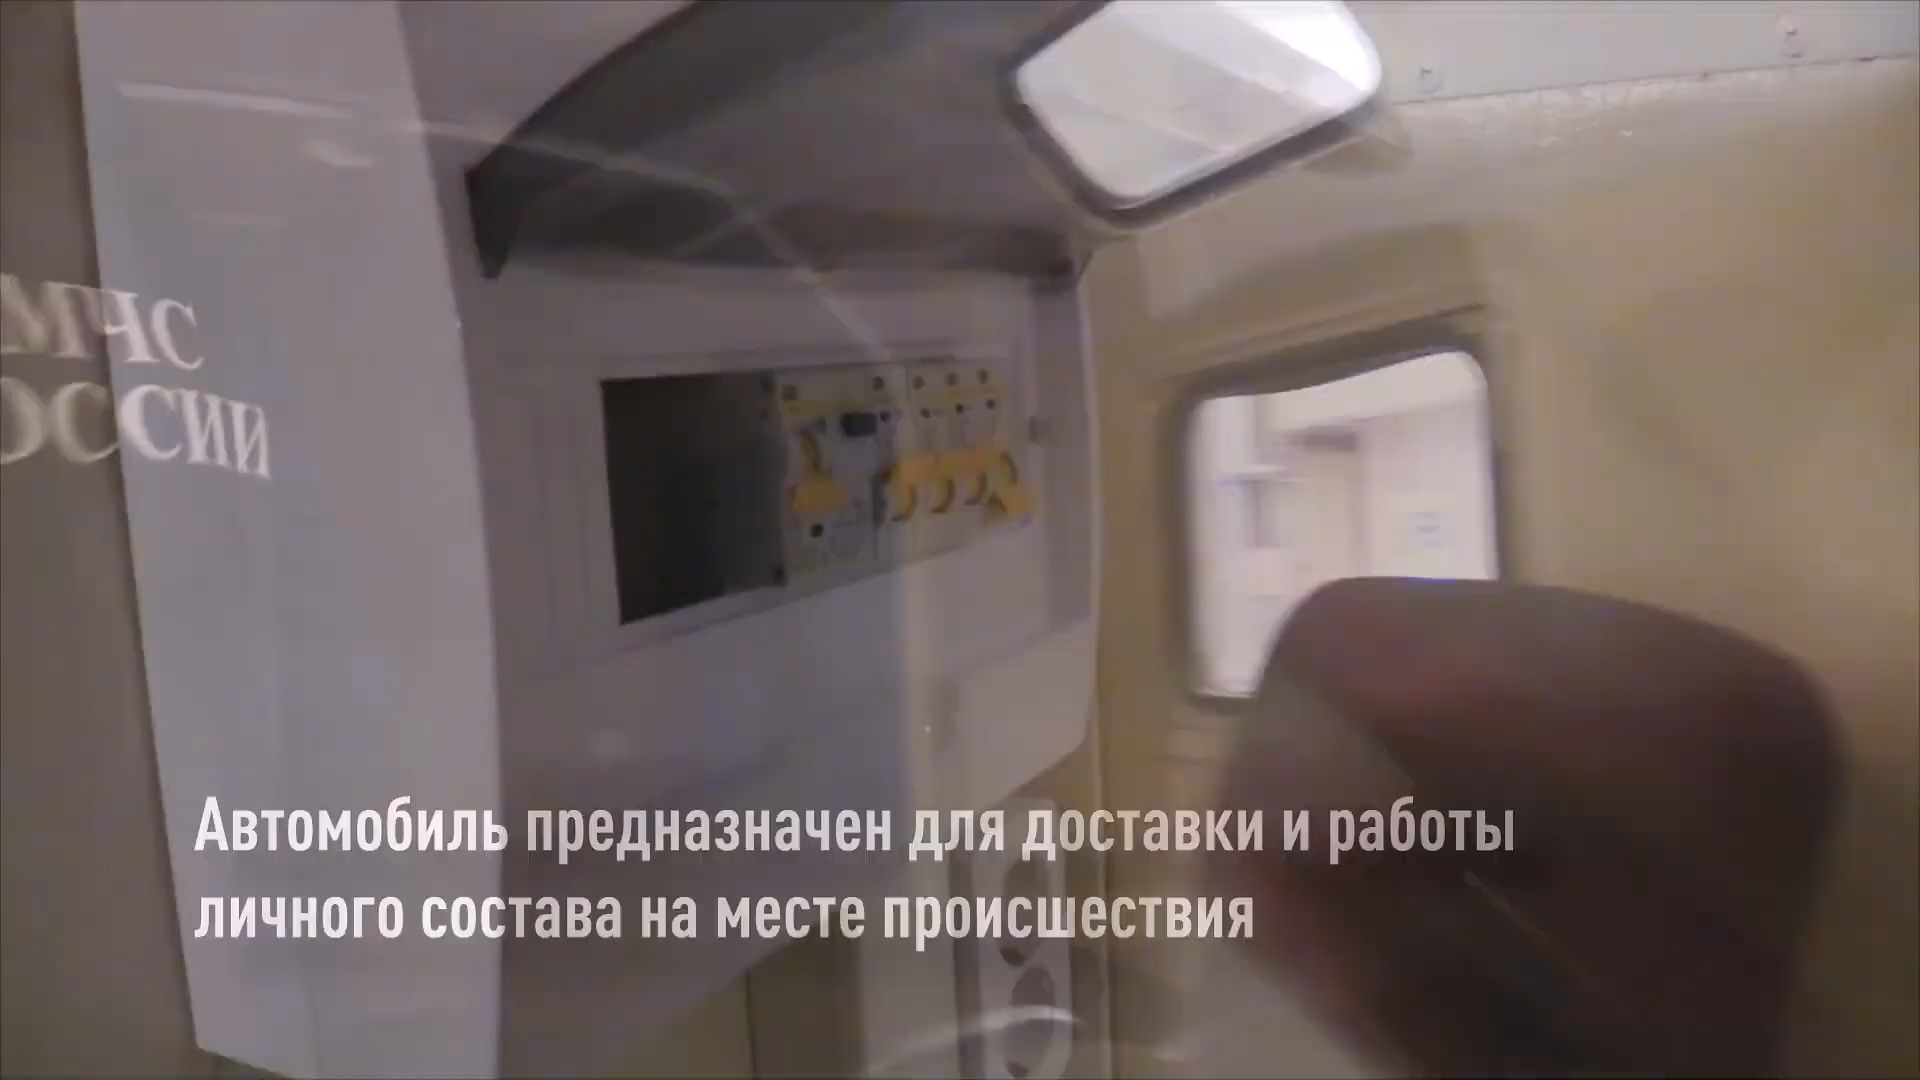 МЧС
ОССИИ
Автомобиль предназначен для доставки и работы
личного состава на месте происшествия